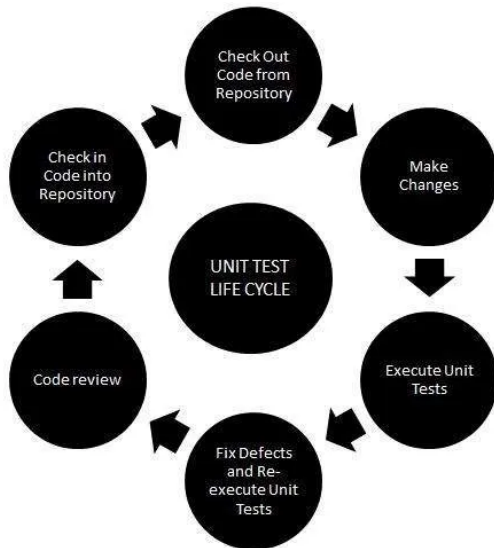 Check Out
Code from
Repository
Make
Changes
Execute Unit
Tests
Fix Defects
and Re-
execute Unit
Tests
Code review
Check in
Code into
Repository
UNIT TEST
LIFE CYCLE